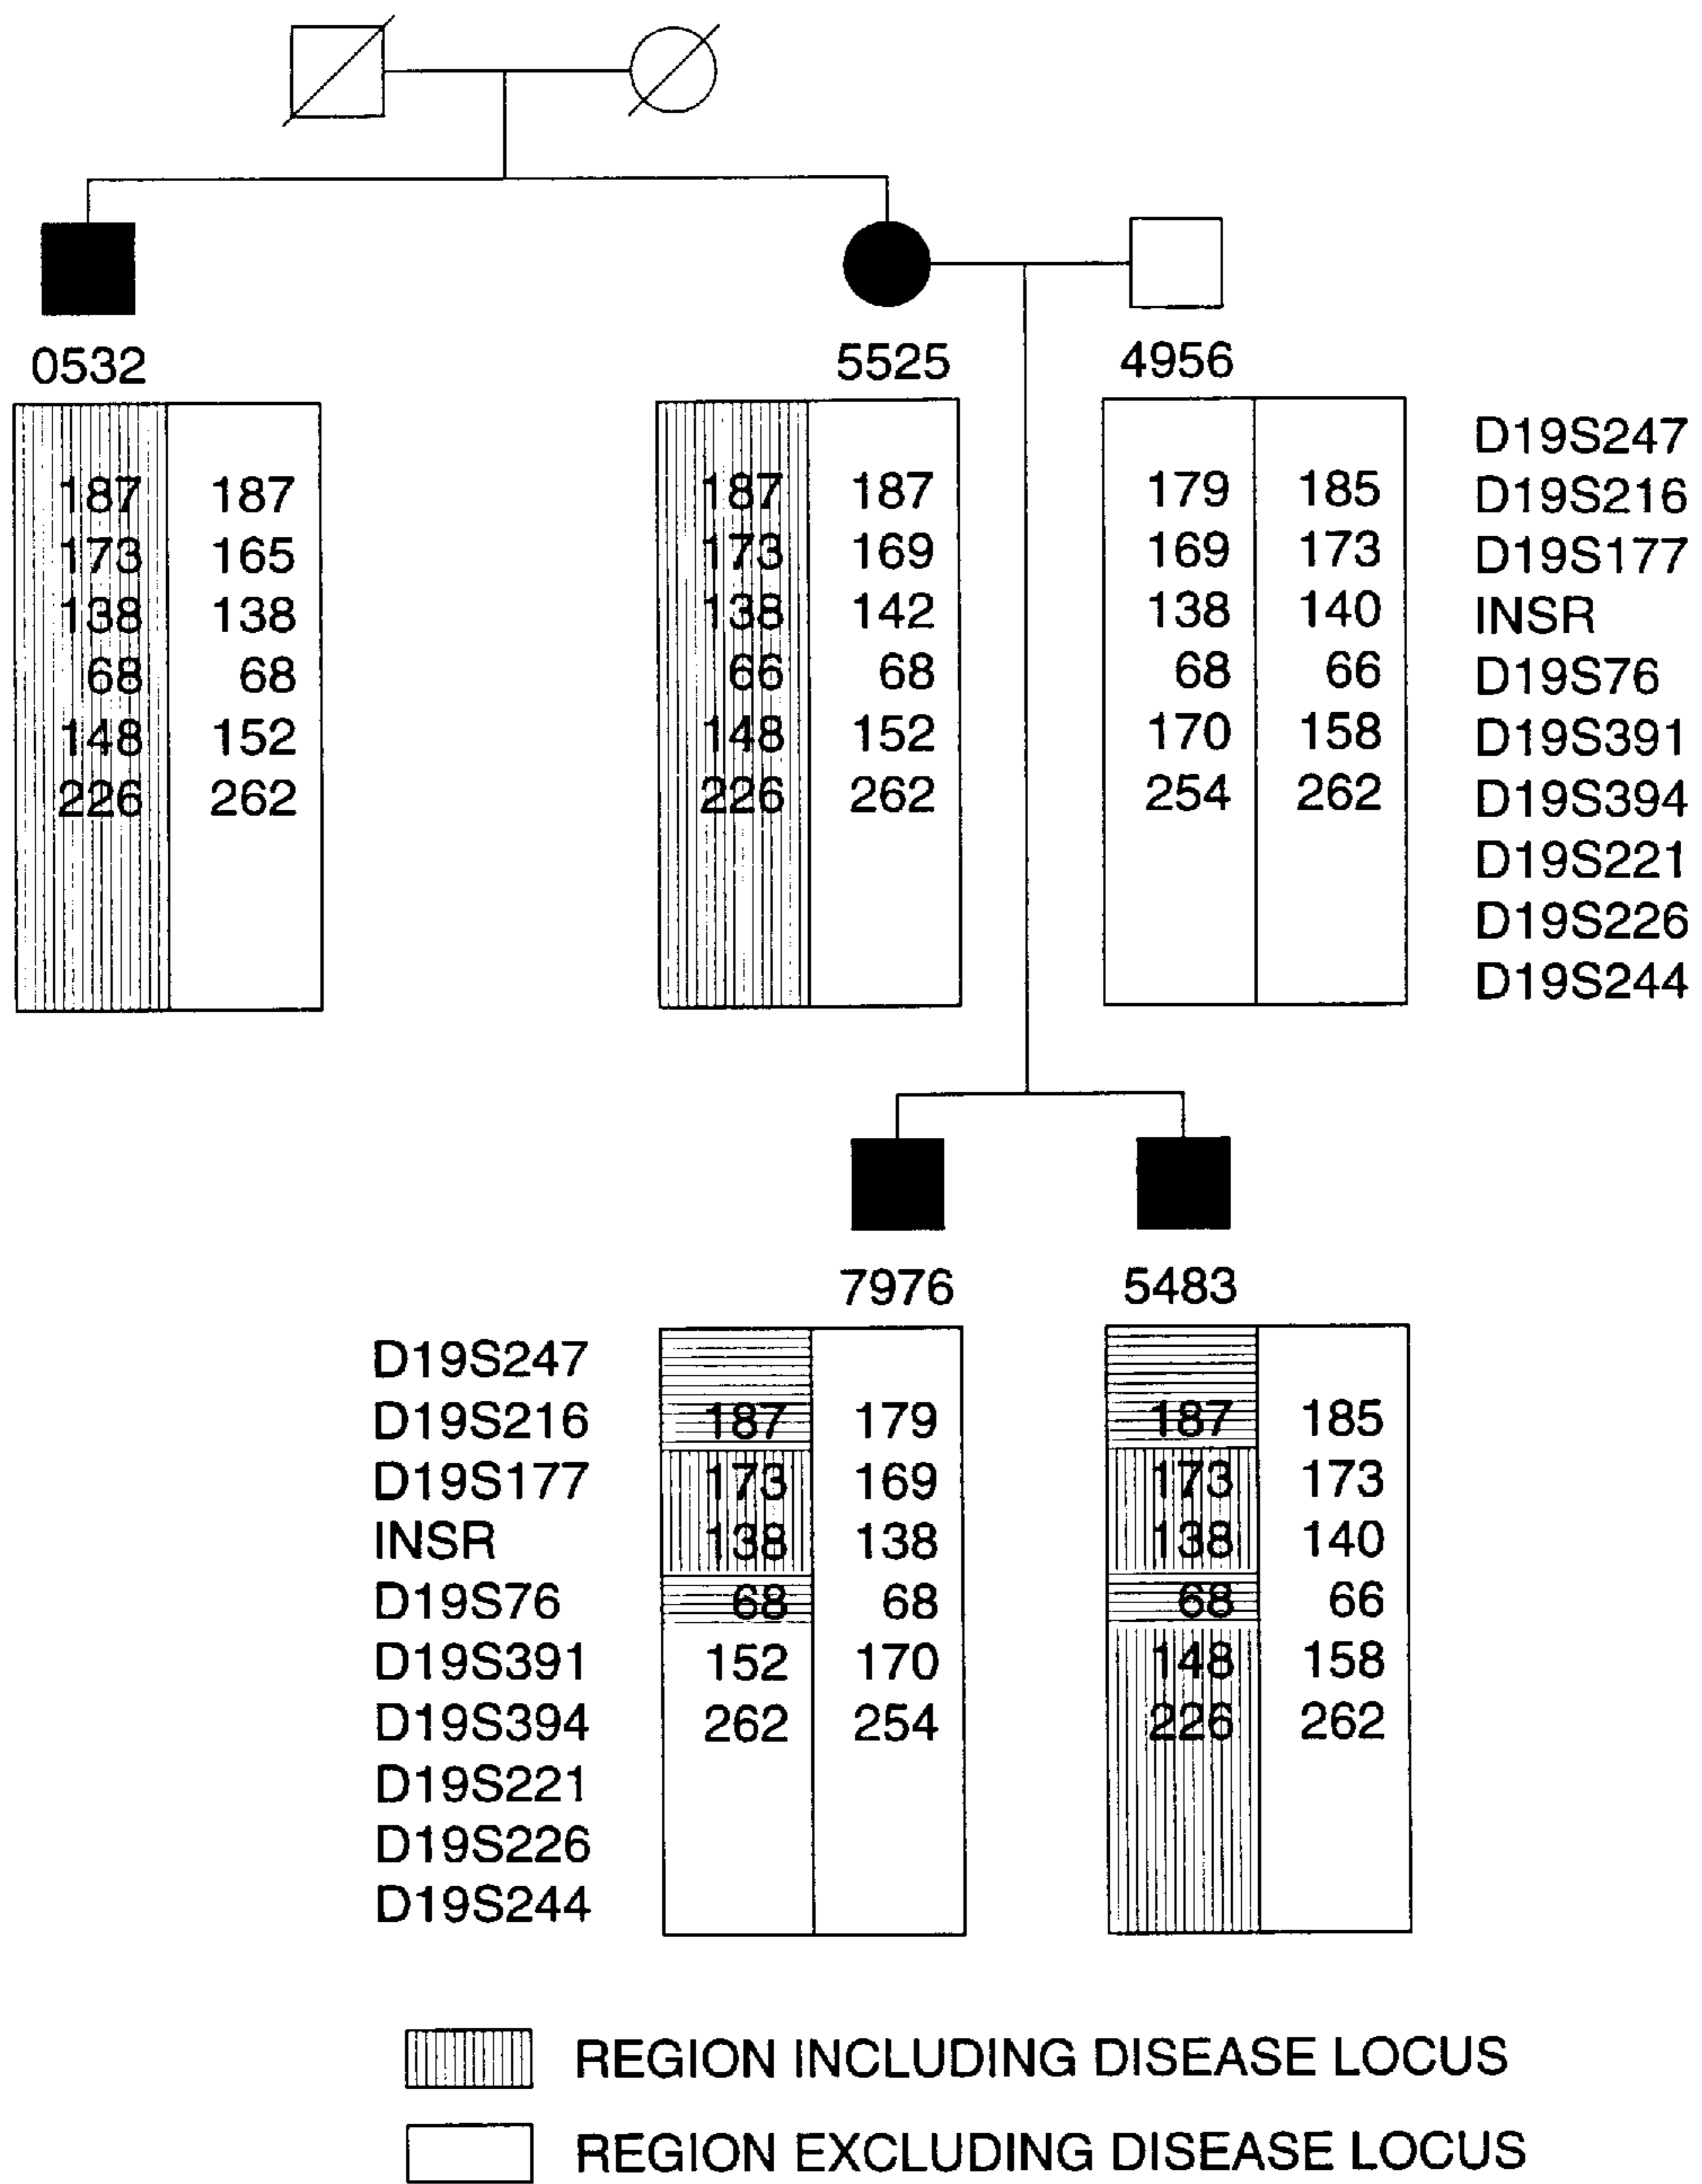 0532
5525
4956
D19S247
187 187 187 187 179 185 D19S216
173 165 173 169 169 173 D19S177
138 138 138 142 138 140 INSR
68 68 66 68 68 66 D19S76
148 152 148 152 170 158 D19S391
226 262 226 262 254 262 D19S394
D19S221
D19S226
D19S244
7976
5483
D19S247
D19S216 187 179 187 185
D19S177 173 169 173 173
INSR 138 138 138 140
D19S76 68 68 68 66
D19S391 152 170 148 158
D19S394 262 254 226 262
D19S221
D19S226
D19S244
REGION INCLUDING DISEASE LOCUS
REGION EXCLUDING DISEASE LOCUS